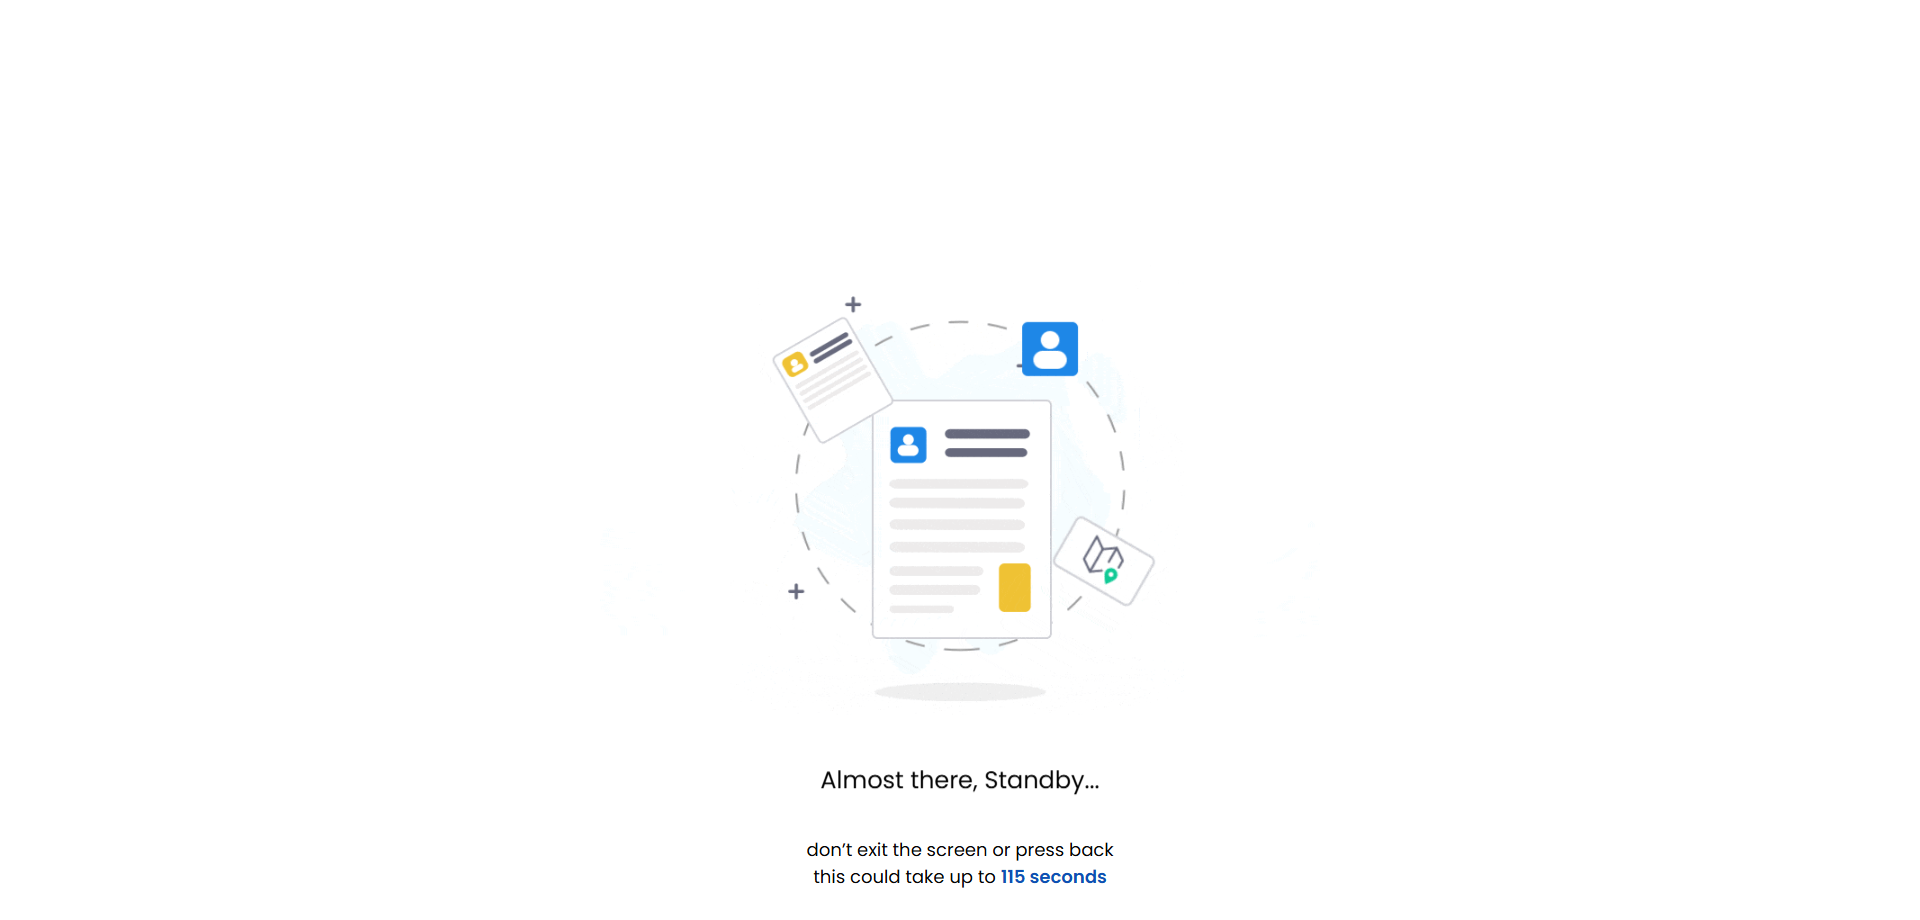 Almost there, Standby...
don’t exit the screen or press back
this could take up to 115 seconds